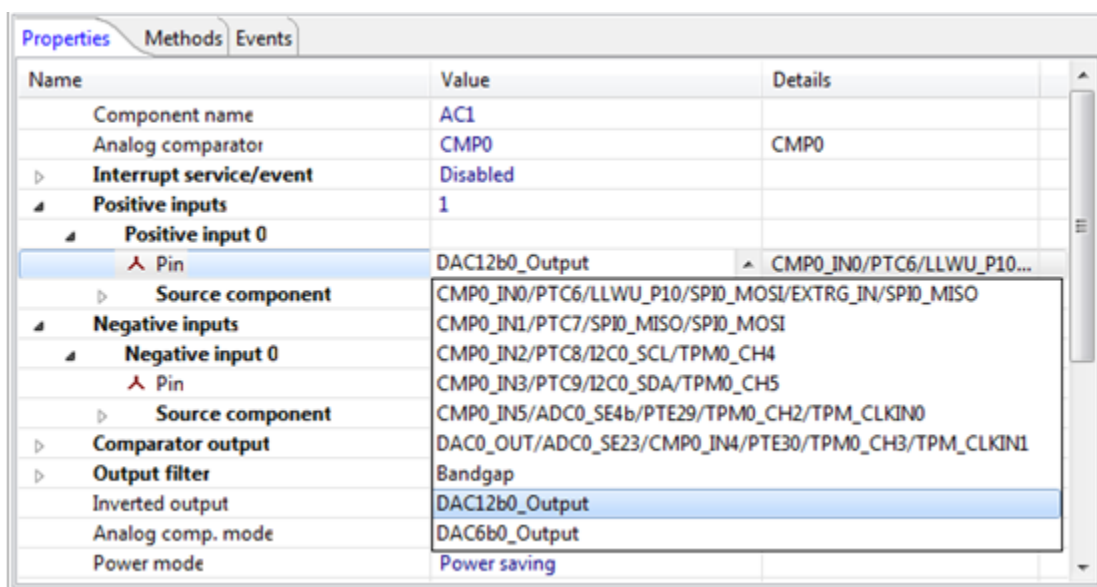 Properties Methods Events
Name Value Details
Component name AC1
Analog comparator CMP0 CMP0
Interrupt service/event Disabled
Positive inputs 1
Positive input 0
Pin DAC12b0_Output CMP0_IN0/PTC6/LLWU_P10...
Source component CMP0_IN0/PTC6/LLWU_P10/SPI0_MOSI/EXTRG_IN/SPI0_MISO
Negative inputs CMP0_IN1/PTC7/SPI0_MISO/SPI0_MOSI
Negative input 0 CMP0_IN2/PTC8/I2C0_SCL/TPM0_CH4
Pin CMP0_IN3/PTC9/I2C0_SDA/TPM0_CH5
Source component CMP0_IN5/ADC0_SE4b/PTE29/TPM0_CH2/TPM_CLKIN0
Comparator output DAC0_OUT/ADC0_SE23/CMP0_IN4/PTE30/TPM0_CH3/TPM_CLKIN1
Output filter Bandgap
Inverted output DAC12b0_Output
Analog comp. mode DAC6b0_Output
Power mode Power saving